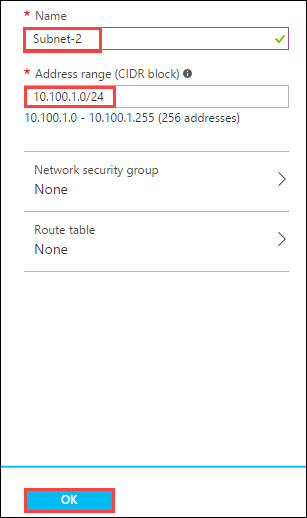 * Name
Subnet-2
* Address range (CIDR block)
10.100.1.0/24
10.100.1.0 - 10.100.1.255 (256 addresses)
Network security group
None
Route table
None
OK